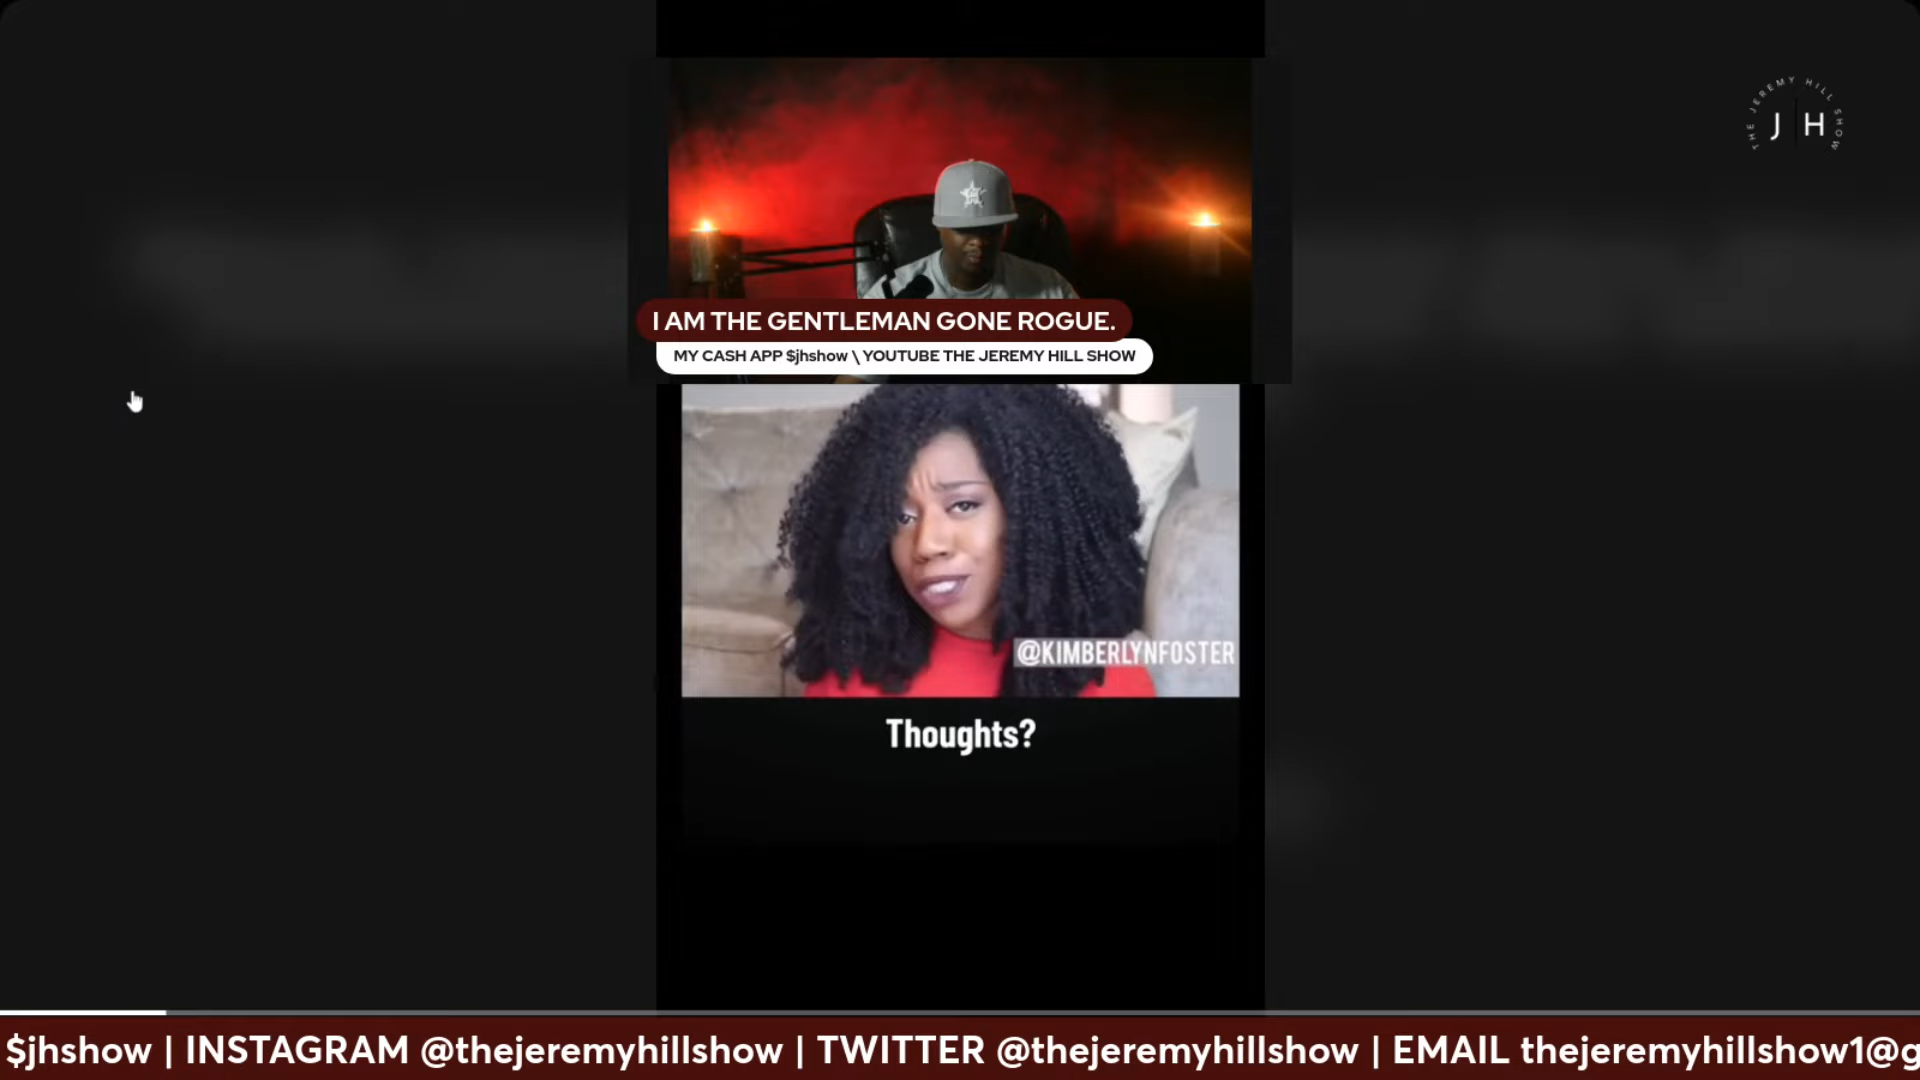 THE JEREMY HILL SHOW
J H
I AM THE GENTLEMAN GONE ROGUE.
MY CASH APP $jhshow \ YOUTUBE THE JEREMY HILL SHOW
@KIMBERLYNFOSTER
Thoughts?
$jhshow | INSTAGRAM @thejeremyhillshow | TWITTER @thejeremyhillshow | EMAIL thejeremyhillshow1@g